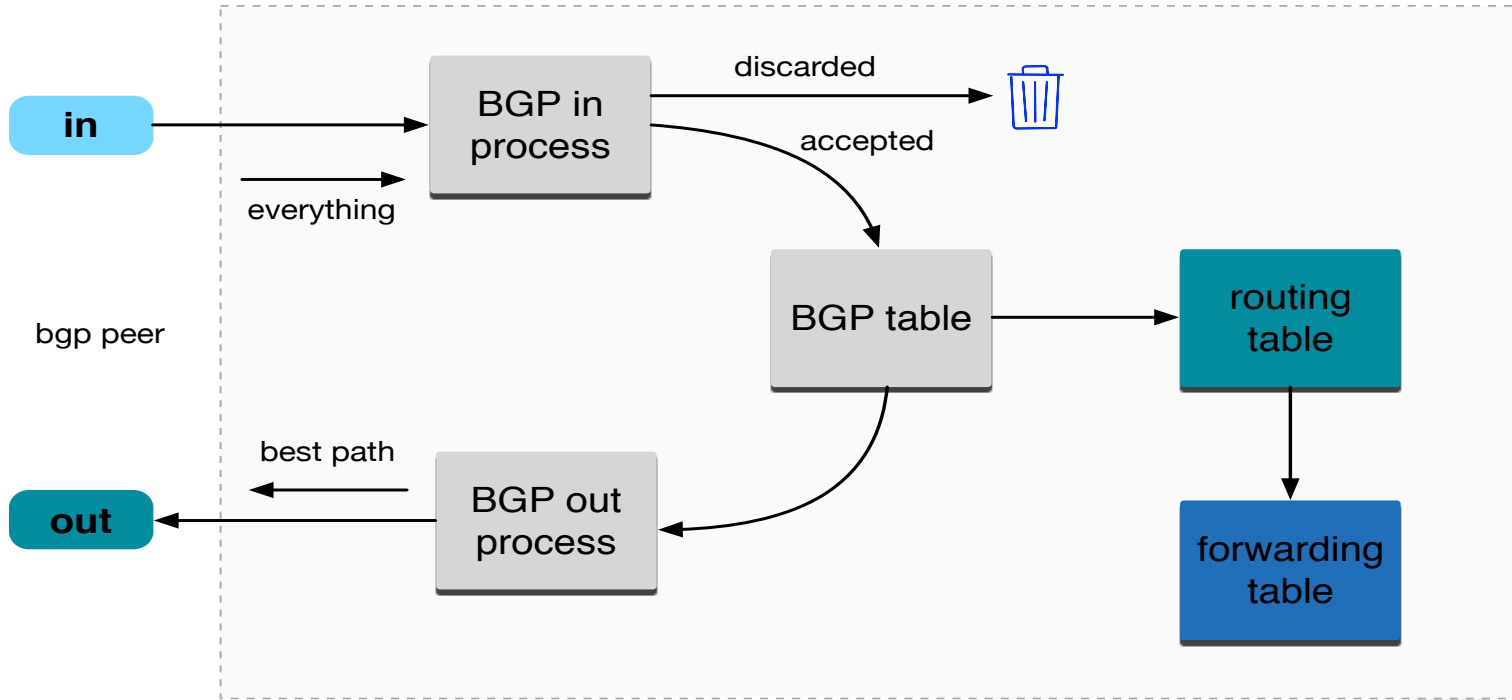 discarded
in
BGP in
process
accepted
everything
BGP table
routing
table
bgp peer
best path
BGP out
process
out
forwarding
table